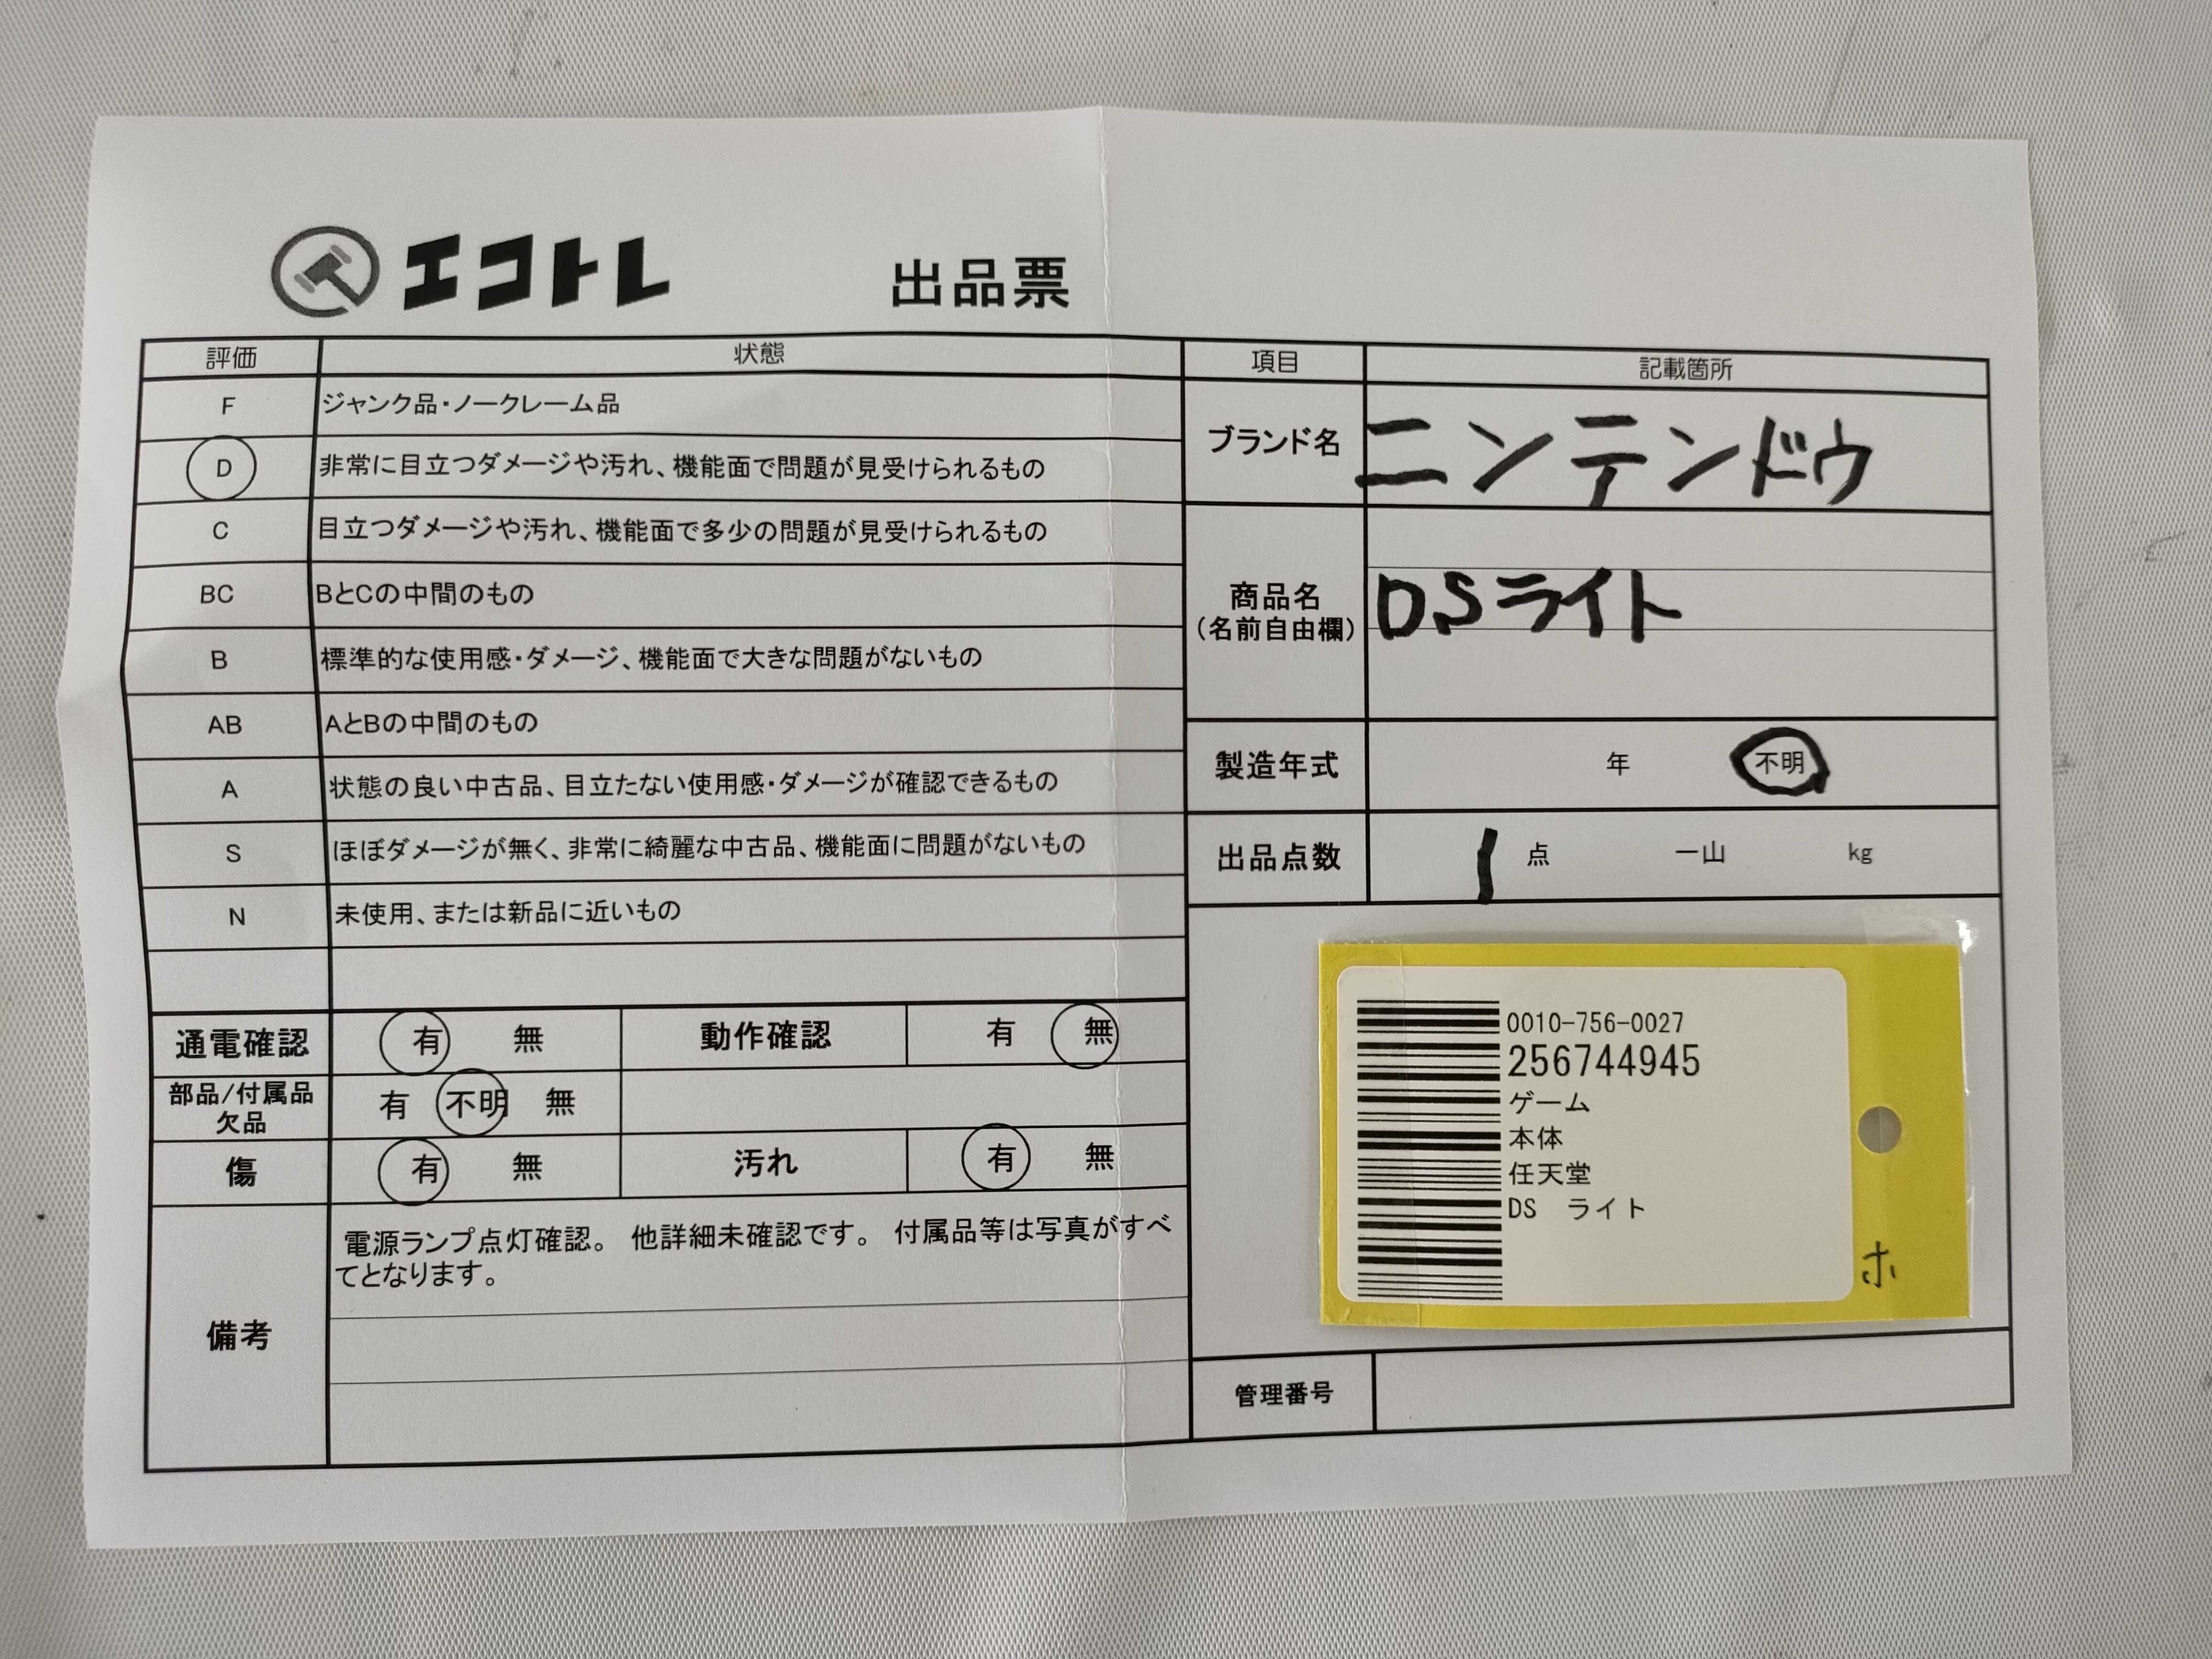 エコトレ 出品票
評価 状態
F ジャンク品・ノークレーム品
D 非常に目立つダメージや汚れ、機能面で問題が見受けられるもの
C 目立つダメージや汚れ、機能面で多少の問題が見受けられるもの
BC BとCの中間のもの
B 標準的な使用感・ダメージ、機能面で大きな問題がないもの
AB AとBの中間のもの
A 状態の良い中古品、目立たない使用感・ダメージが確認できるもの
S ほぼダメージが無く、非常に綺麗な中古品、機能面に問題がないもの
N 未使用、または新品に近いもの
通電確認 有 無 動作確認 有 無
部品/付属品
欠品 有 不明 無
傷 有 無 汚れ 有 無
備考
電源ランプ点灯確認。 他詳細未確認です。 付属品等は写真がすべ
てとなります。
項目 記載箇所
ブランド名 ニンテンドウ
商品名
(名前自由欄) DSライト
製造年式 年 不明
出品点数 1 点 一山 kg
0010-756-0027
256744945
ゲーム
本体
任天堂
DS ライト
ホ
管理番号